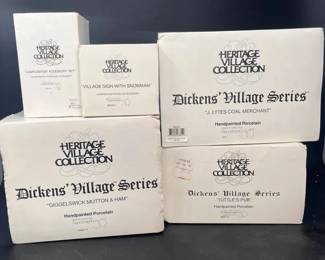 HERITAGE
VILLAGE
COLLECTION
HERITAGE
VILLAGE
COLLECTION
"VILLAGE SIGN WITH SNOWMAN"
HERITAGE
VILLAGE
COLLECTION
Dickens' Village Series
"J. LYTES COAL MERCHANT"
Handpainted Porcelain
HERITAGE
VILLAGE
COLLECTION
Dickens' Village Series
"GIGGELSWICK MUTTON & HAM"
Handpainted Porcelain
HERITAGE
VILLAGE
COLLECTION
Dickens' Village Series
"TUTTLE'S PUB"
Handpainted Porcelain